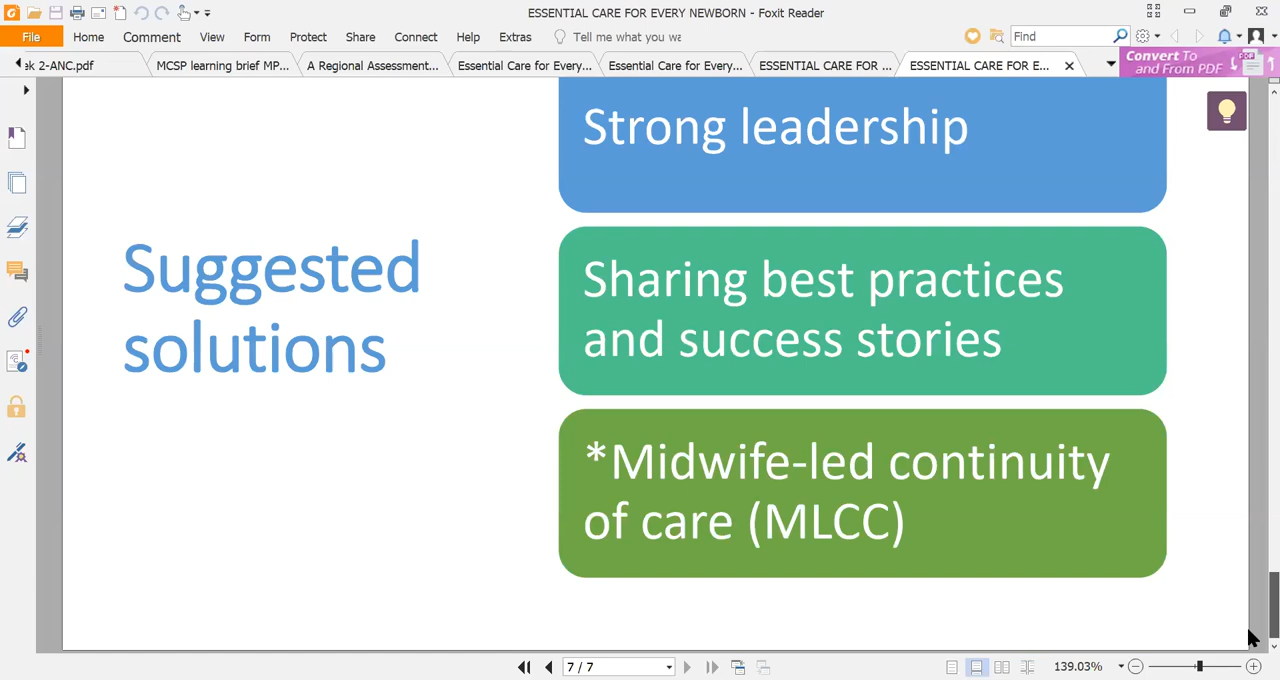 ESSENTIAL CARE FOR EVERY NEWBORN - Foxit Reader
File Home Comment View Form Protect Share Connect Help Extras Tell me what you wa Find
ek 2-ANC.pdf MCSP learning brief MP... A Regional Assessment... Essential Care for Every... Essential Care for Every... ESSENTIAL CARE FOR ... ESSENTIAL CARE FOR E... Convert To
and From PDF
PDF
Strong leadership
Suggested
solutions
Sharing best practices
and success stories
*Midwife-led continuity
of care (MLCC)
7 / 7 139.03%